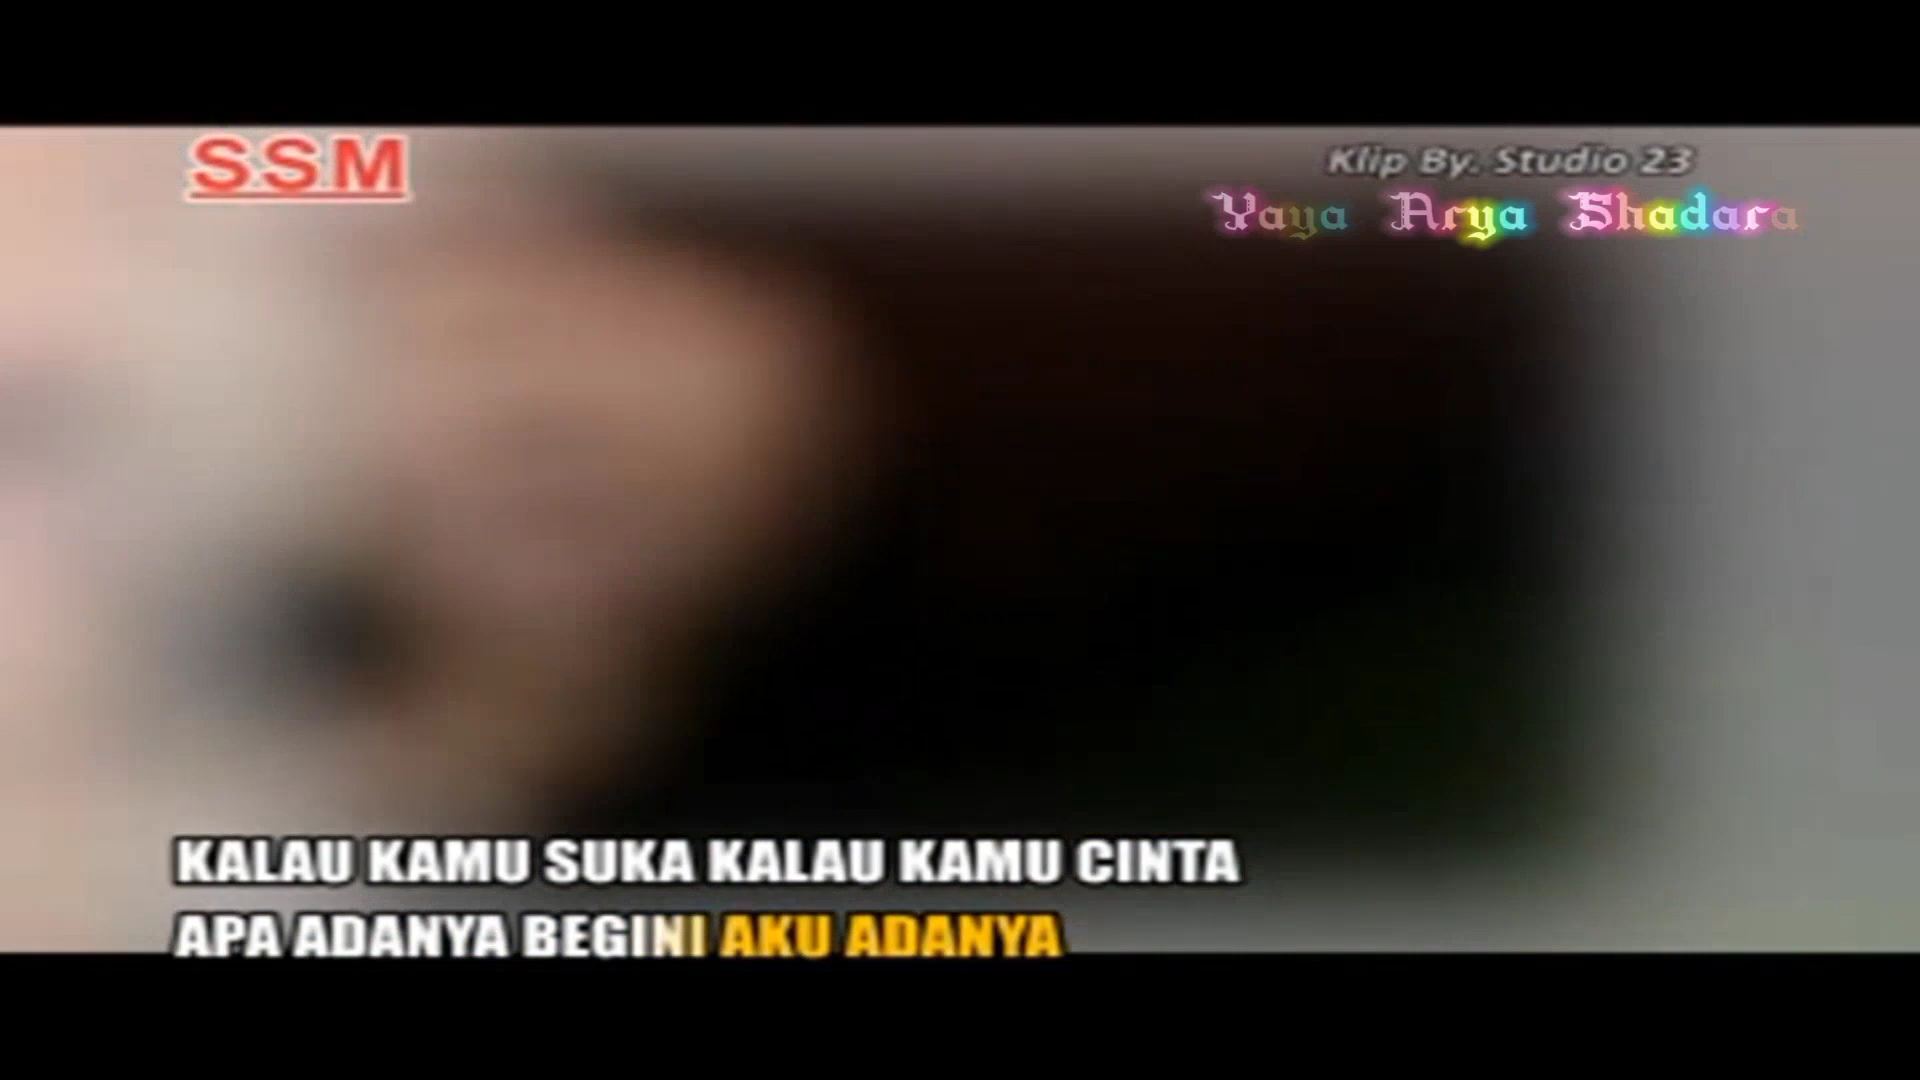 SSM
Klip By. Studio 23
Yaya Arya Shadara
KALAU KAMU SUKA KALAU KAMU CINTA
APA ADANYA BEGINI AKU ADANYA